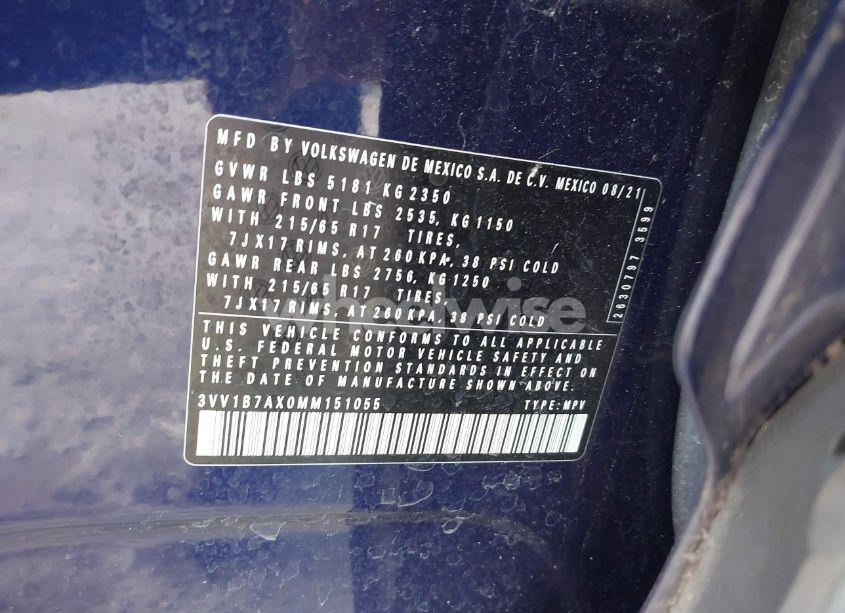 MFD BY VOLKSWAGEN DE MEXICO S.A. DE C.V. MEXICO 08/21
GVWR LBS 5181 KG 2350
GAWR FRONT LBS 2535, KG 1150
WITH 215/65 R17 TIRES,
7JX17 RIMS, AT 260 KPA, 38 PSI COLD
GAWR REAR LBS 2756, KG 1250
WITH 215/65 R17 TIRES,
7JX17 RIMS, AT 260 KPA, 38 PSI COLD
2630797 3699
wheelwise
THIS VEHICLE CONFORMS TO ALL APPLICABLE
U.S. FEDERAL MOTOR VEHICLE SAFETY AND
THEFT PREVENTION STANDARDS IN EFFECT ON
THE DATE OF MANUFACTURE SHOWN ABOVE.
3VV1B7AX0MM151055 TYPE: MPV